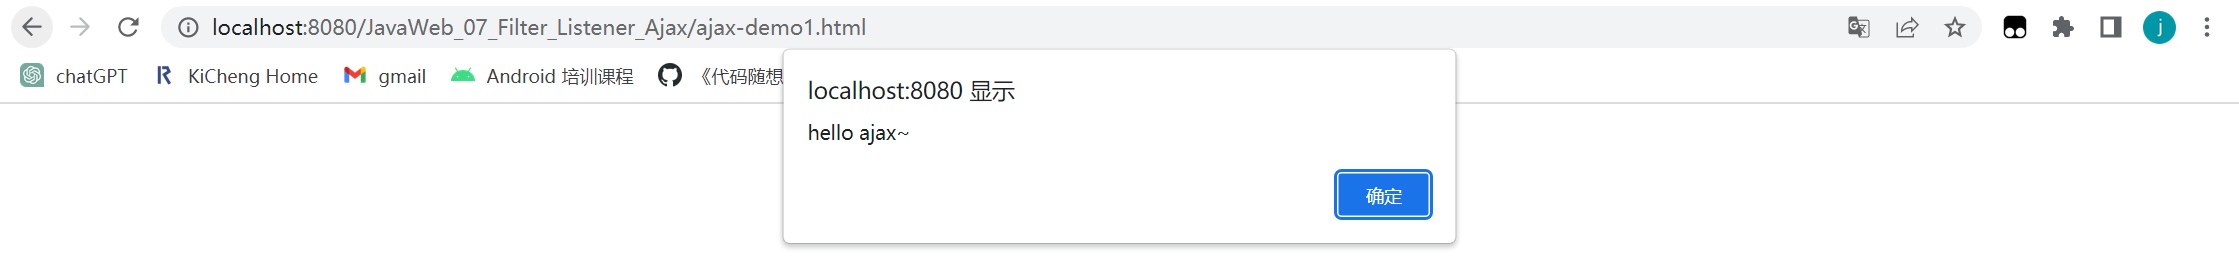 localhost:8080/JavaWeb_07_Filter_Listener_Ajax/ajax-demo1.html
j
chatGPT KiCheng Home gmail Android 培训课程 《代码随想
localhost:8080 显示
hello ajax~
确定